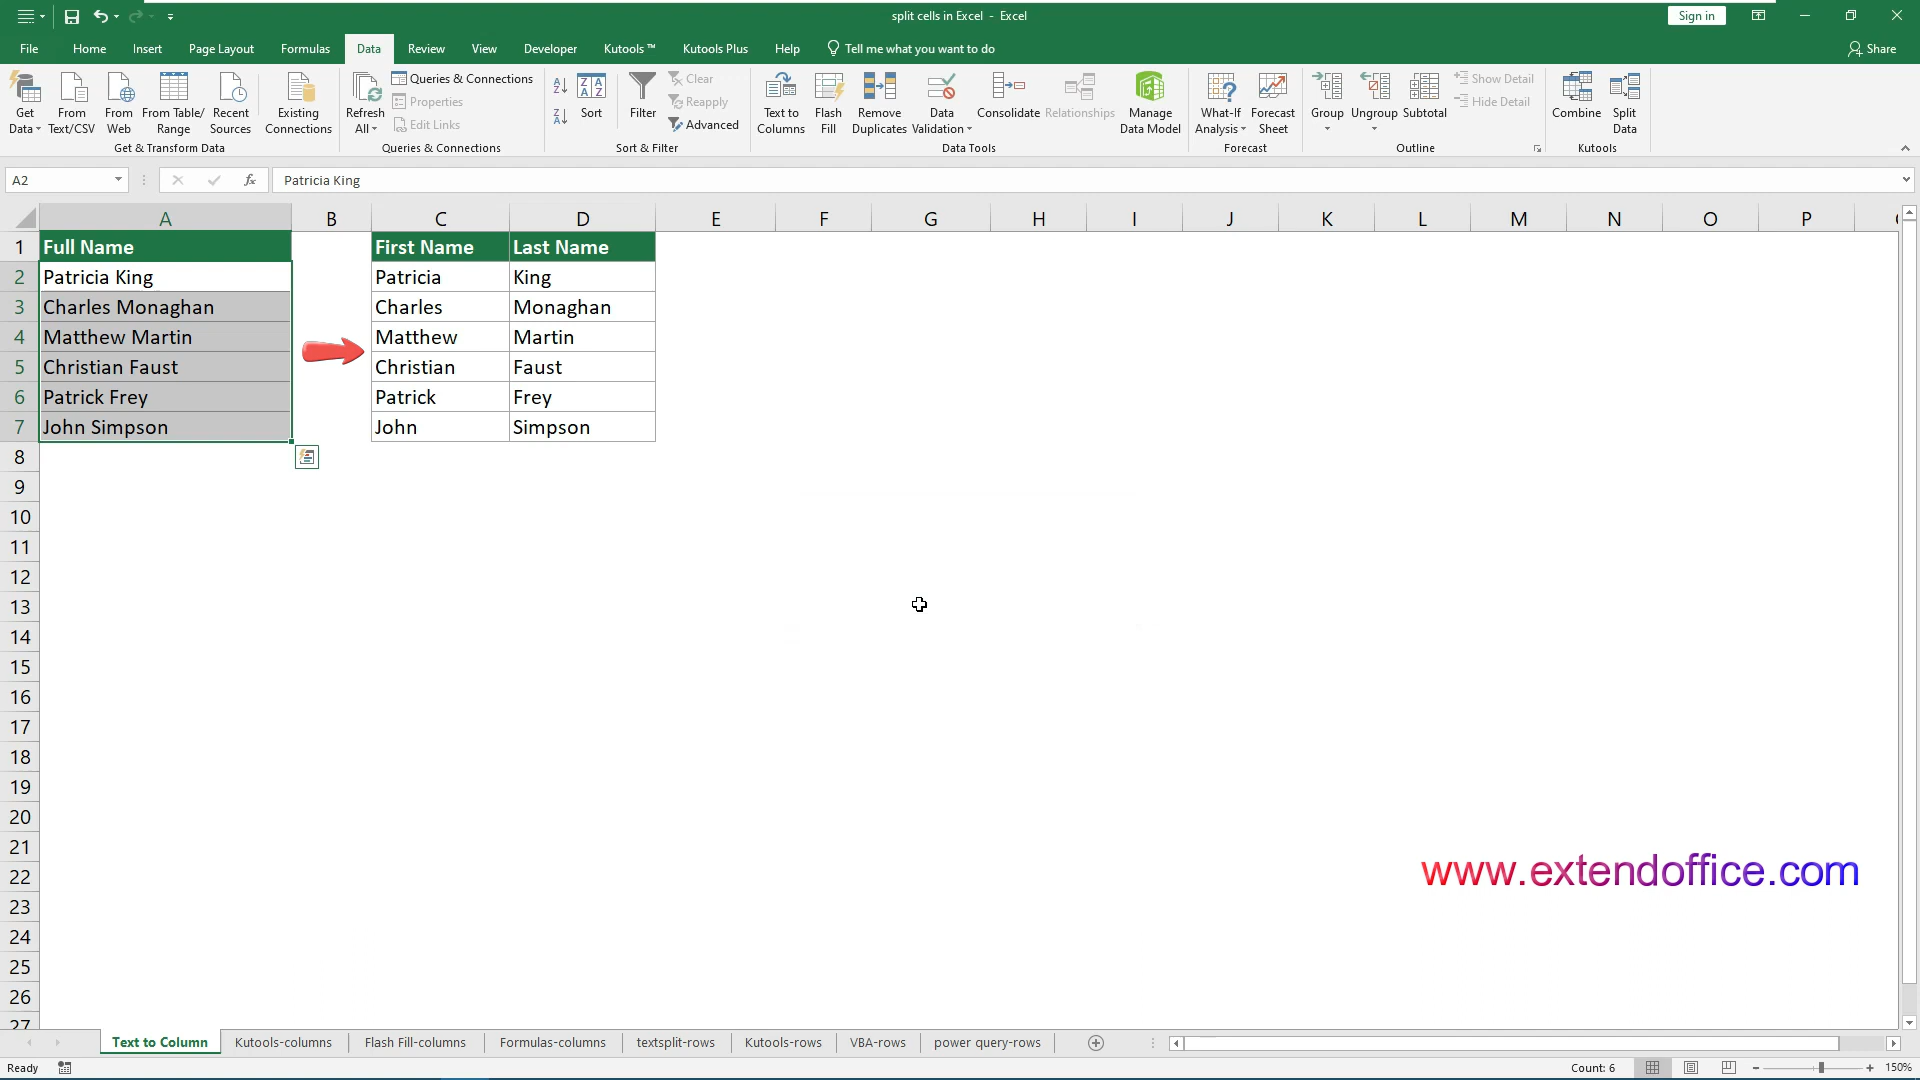 split cells in Excel - Excel
Sign in
File Home Insert Page Layout Formulas Data Review View Developer Kutools ™ Kutools Plus Help Tell me what you want to do Share
Get Data
From Text/CSV
From Web
From Table/ Range
Recent Sources
Existing Connections
Get & Transform Data
Refresh All
Queries & Connections
Properties
Edit Links
Queries & Connections
Sort
Filter
Clear
Reapply
Advanced
Sort & Filter
Text to Columns
Flash Fill
Remove Duplicates
Data Validation
Consolidate
Relationships
Manage Data Model
Data Tools
What-If Analysis
Forecast Sheet
Forecast
Group
Ungroup
Subtotal
Show Detail
Hide Detail
Outline
Combine
Split Data
Kutools
A2 fx Patricia King
A B C D E F G H I J K L M N O P
1 Full Name First Name Last Name
2 Patricia King Patricia King
3 Charles Monaghan Charles Monaghan
4 Matthew Martin Matthew Martin
5 Christian Faust Christian Faust
6 Patrick Frey Patrick Frey
7 John Simpson John Simpson
8
9
10
11
12
13
14
15
16
17
18
19
20
21
22
www.extendoffice.com
23
24
25
26
27
Text to Column Kutools-columns Flash Fill-columns Formulas-columns textsplit-rows Kutools-rows VBA-rows power query-rows
Ready Count: 6 150%